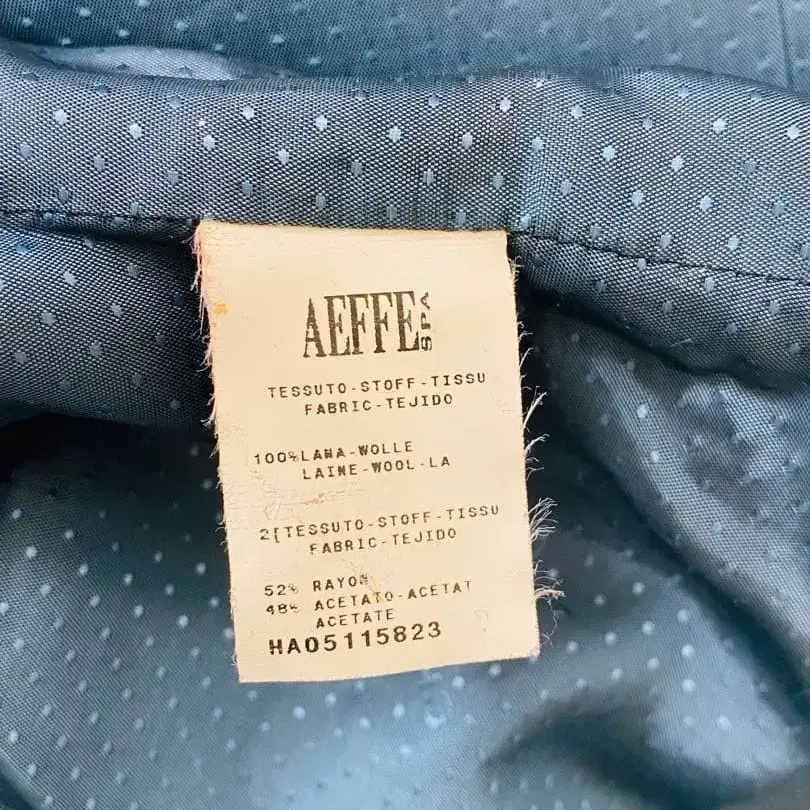 AEFFE SPA
TESSUTO-STOFF-TISSU
FABRIC-TEJIDO
100%LANA-WOLLE
LAINE-WOOL-LA
2[TESSUTO-STOFF-TISSU
FABRIC-TEJIDO
52% RAYON
48% ACETATO-ACETAT
ACETATE
HA05115823